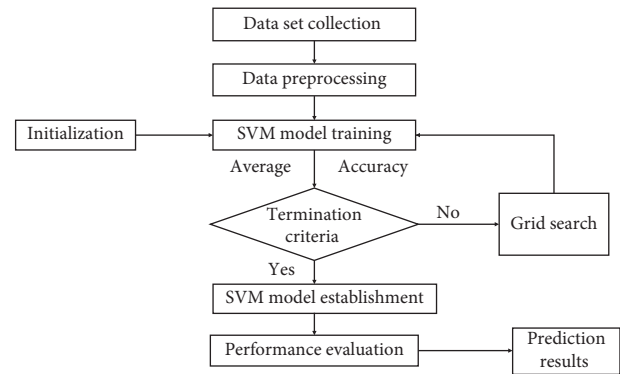 Data set collection
Data preprocessing
Initialization
SVM model training
Average Accuracy
Termination
criteria
No
Grid search
Yes
SVM model establishment
Performance evaluation
Prediction
results